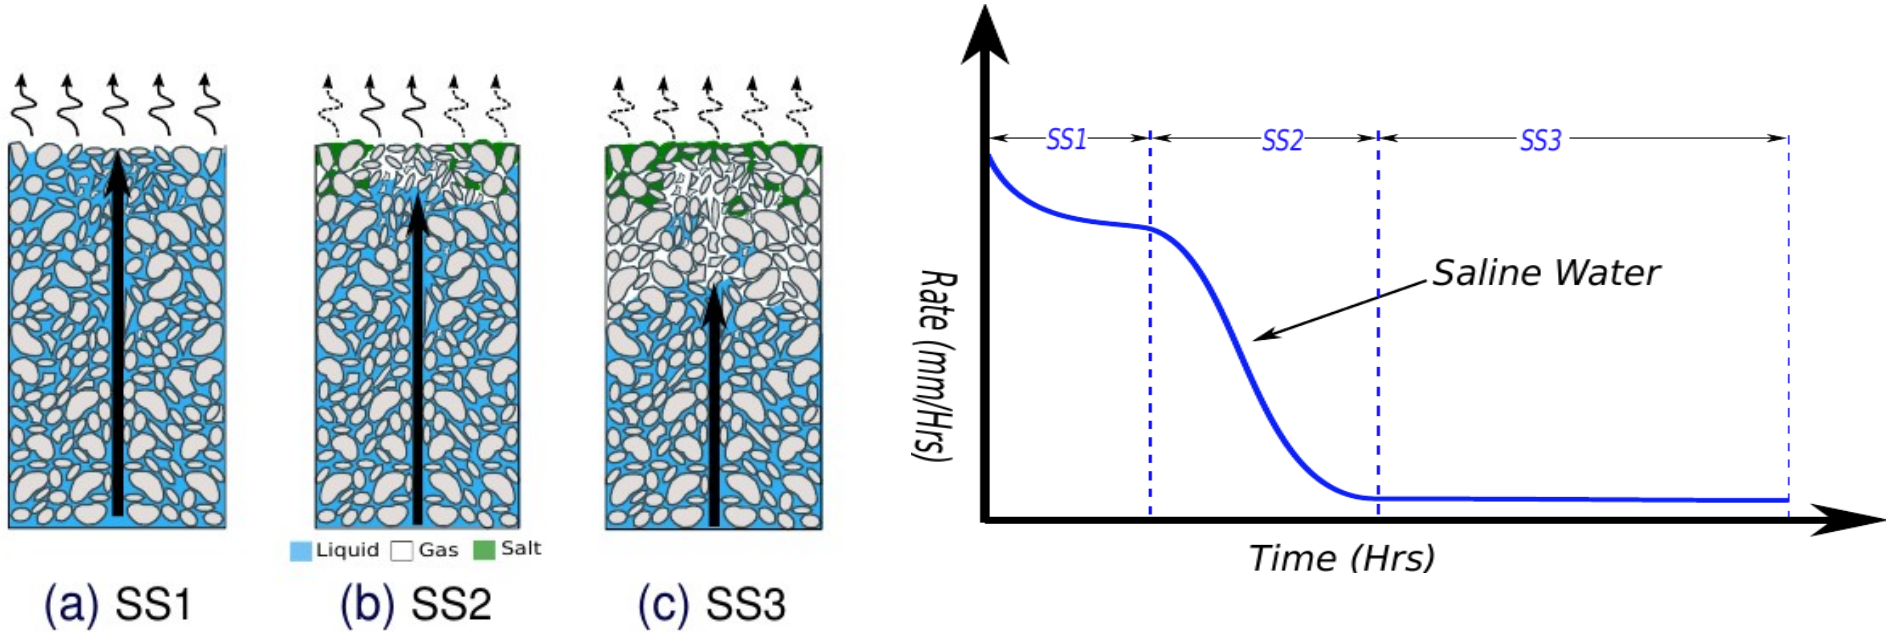 Liquid Gas Salt
(a) SS1
(b) SS2
(c) SS3
SS1
SS2
SS3
Saline Water
Rate (mm/Hrs)
Time (Hrs)